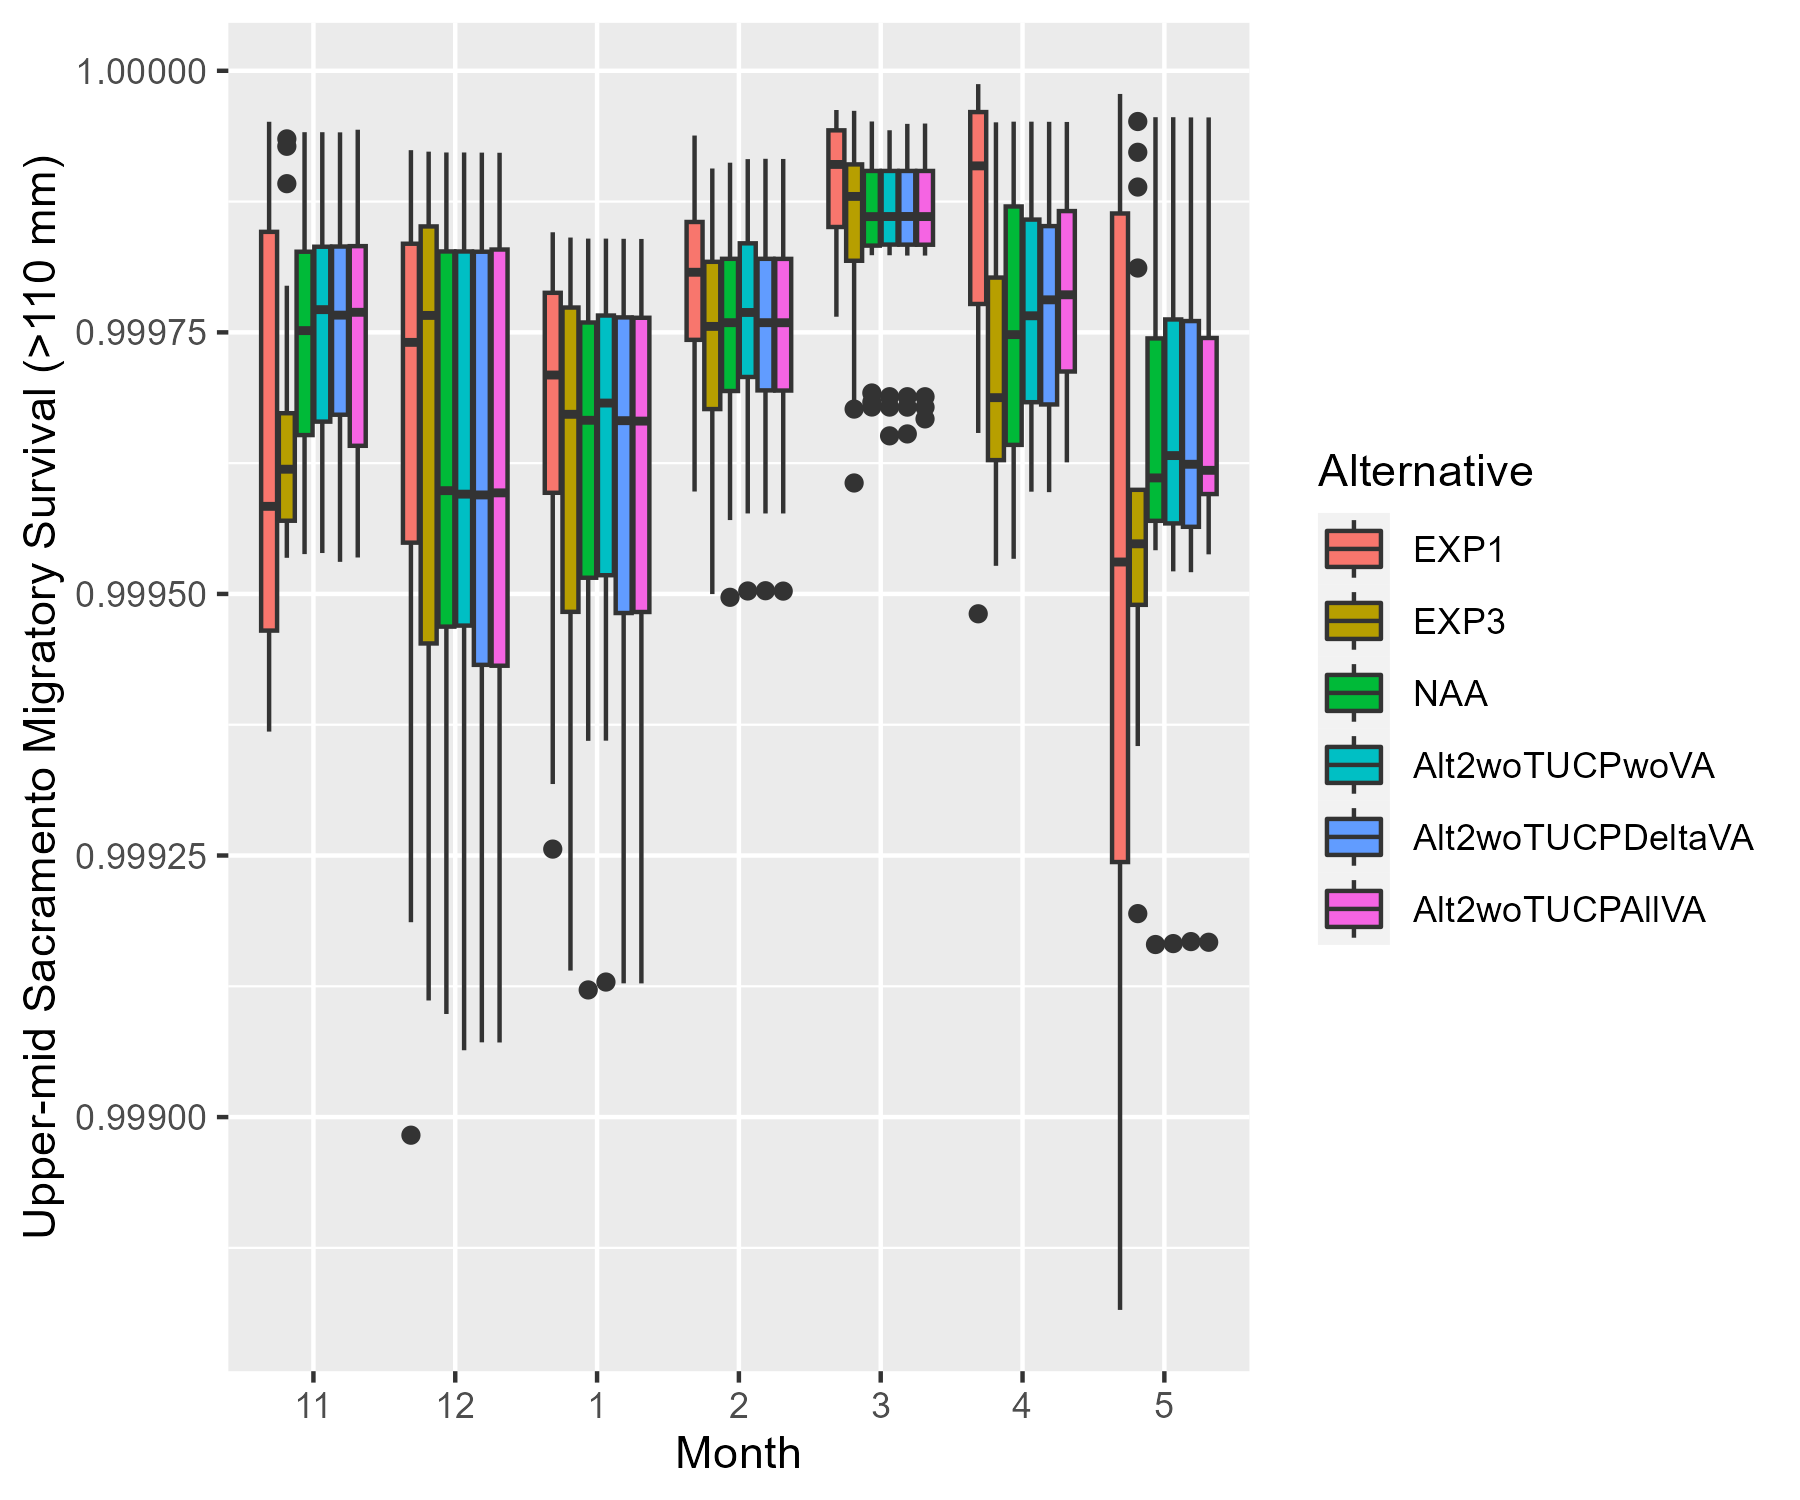 Upper-mid Sacramento Migratory Survival (>110 mm)
1.00000
0.99975
0.99950
0.99925
0.99900
11 12 1 2 3 4 5
Month
Alternative
EXP1
EXP3
NAA
Alt2woTUCPwoVA
Alt2woTUCPDeltaVA
Alt2woTUCPAllVA